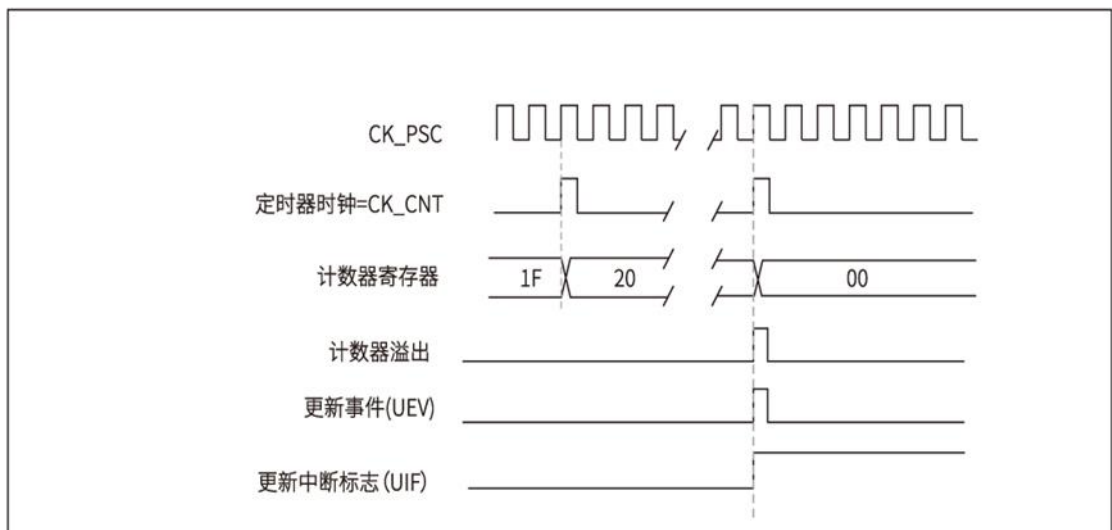 CK_PSC
定时器时钟=CK_CNT
计数器寄存器 1F 20 00
计数器溢出
更新事件(UEV)
更新中断标志(UIF)